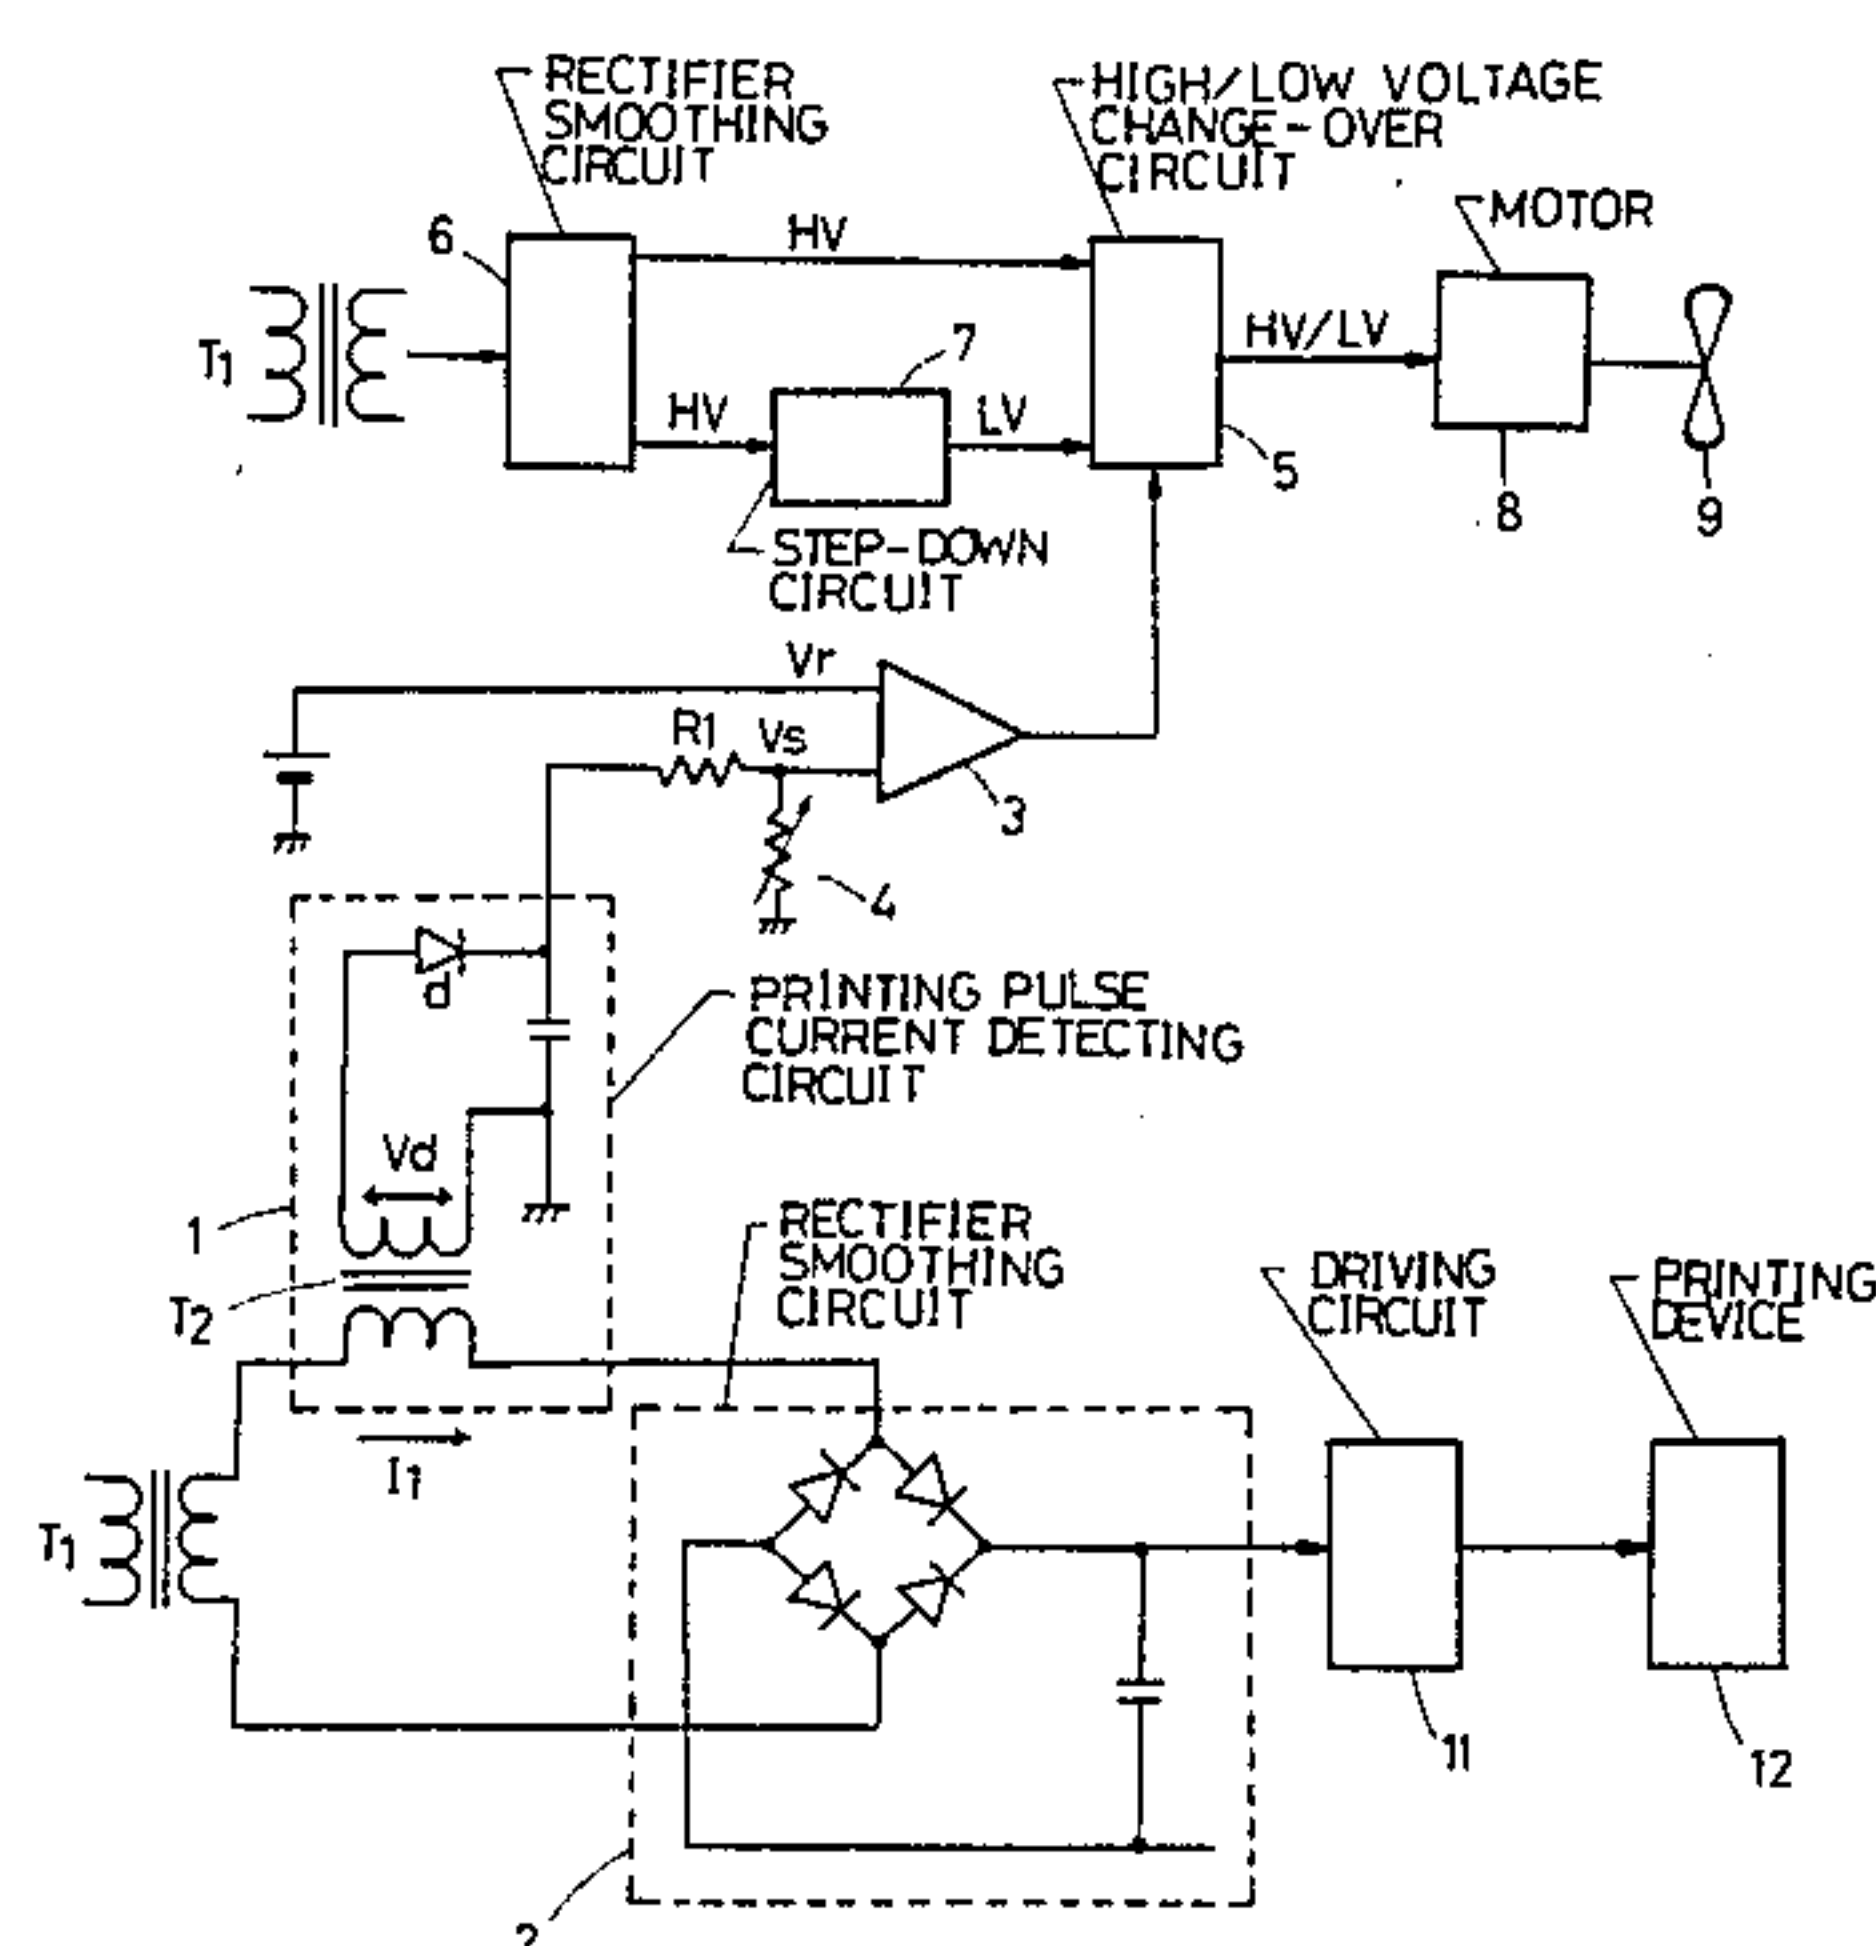 RECTIFIER
SMOOTHING
CIRCUIT
HIGH/LOW VOLTAGE
CHANGE-OVER
CIRCUIT
MOTOR
6
HV
T1
7
HV/LV
HV
LV
5
8
9
STEP-DOWN
CIRCUIT
Vr
R1
Vs
3
4
d
PRINTING PULSE
CURRENT DETECTING
CIRCUIT
Vd
1
T2
RECTIFIER
SMOOTHING
CIRCUIT
DRIVING
CIRCUIT
PRINTING
DEVICE
I1
T1
11
12
2